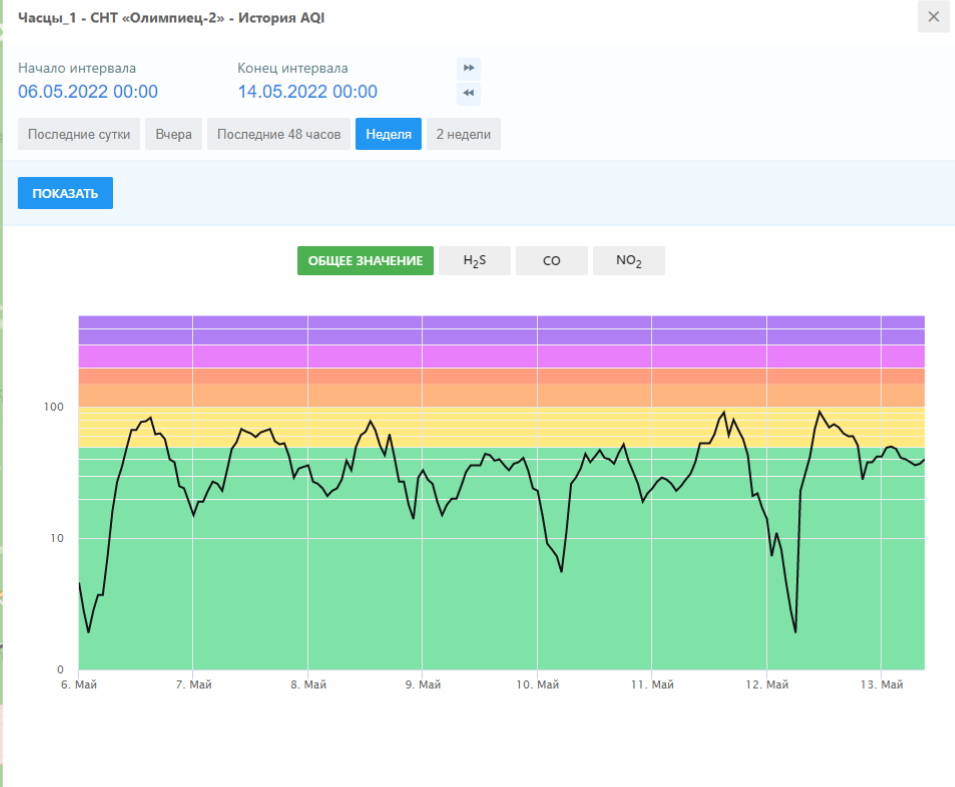 Часцы_1 - СНТ «Олимпиец-2» - История AQI
Начало интервала Конец интервала
06.05.2022 00:00 14.05.2022 00:00
Последние сутки Вчера Последние 48 часов Неделя 2 недели
ПОКАЗАТЬ
ОБЩЕЕ ЗНАЧЕНИЕ H₂S CO NO₂
100
10
0
6. Май 7. Май 8. Май 9. Май 10. Май 11. Май 12. Май 13. Май